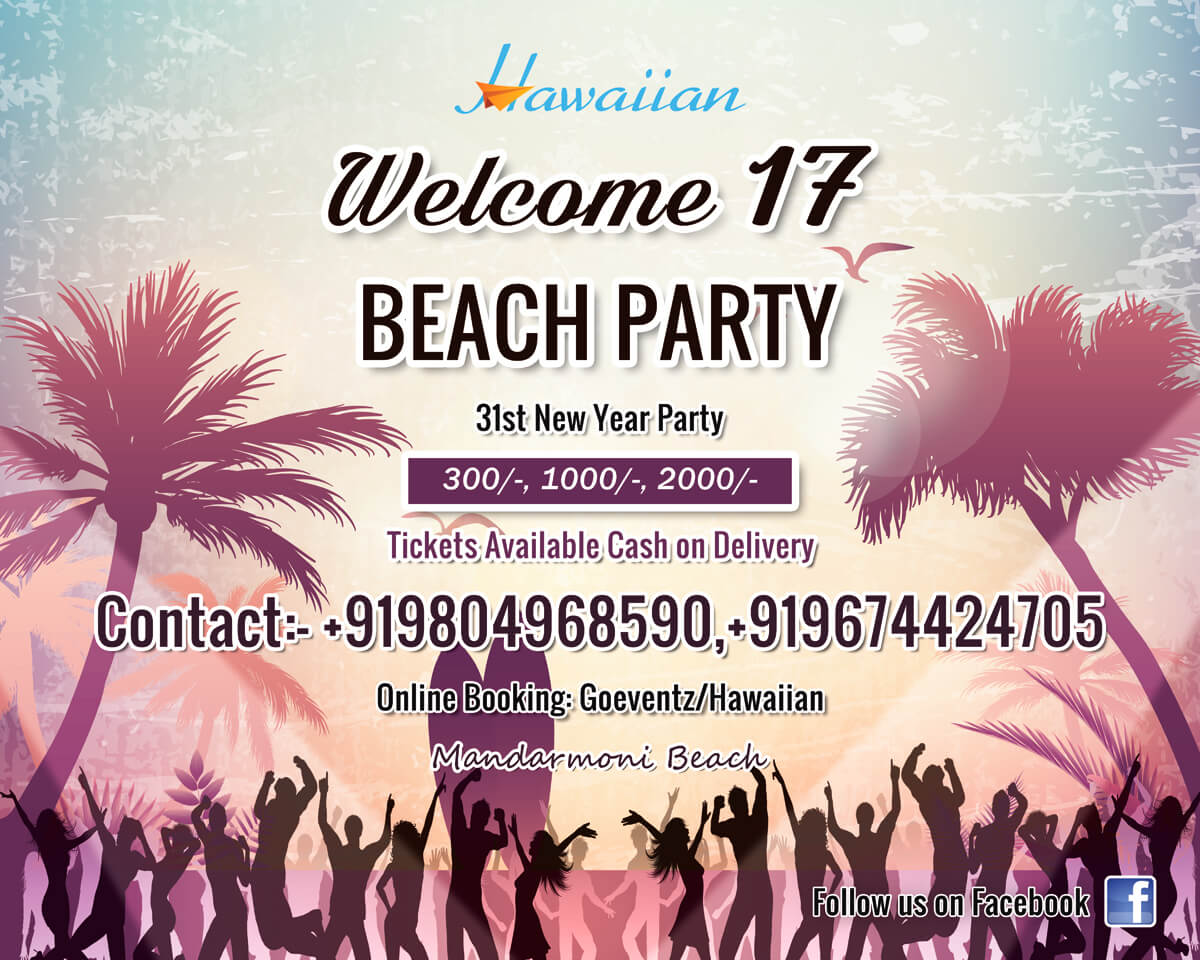 Hawaiian
Welcome 17
BEACH PARTY
31st New Year Party
300/-, 1000/-, 2000/-
Tickets Available Cash on Delivery
Contact:- +919804968590,+919674424705
Online Booking: Goeventz/Hawaiian
Mandarmoni Beach
Follow us on Facebook f